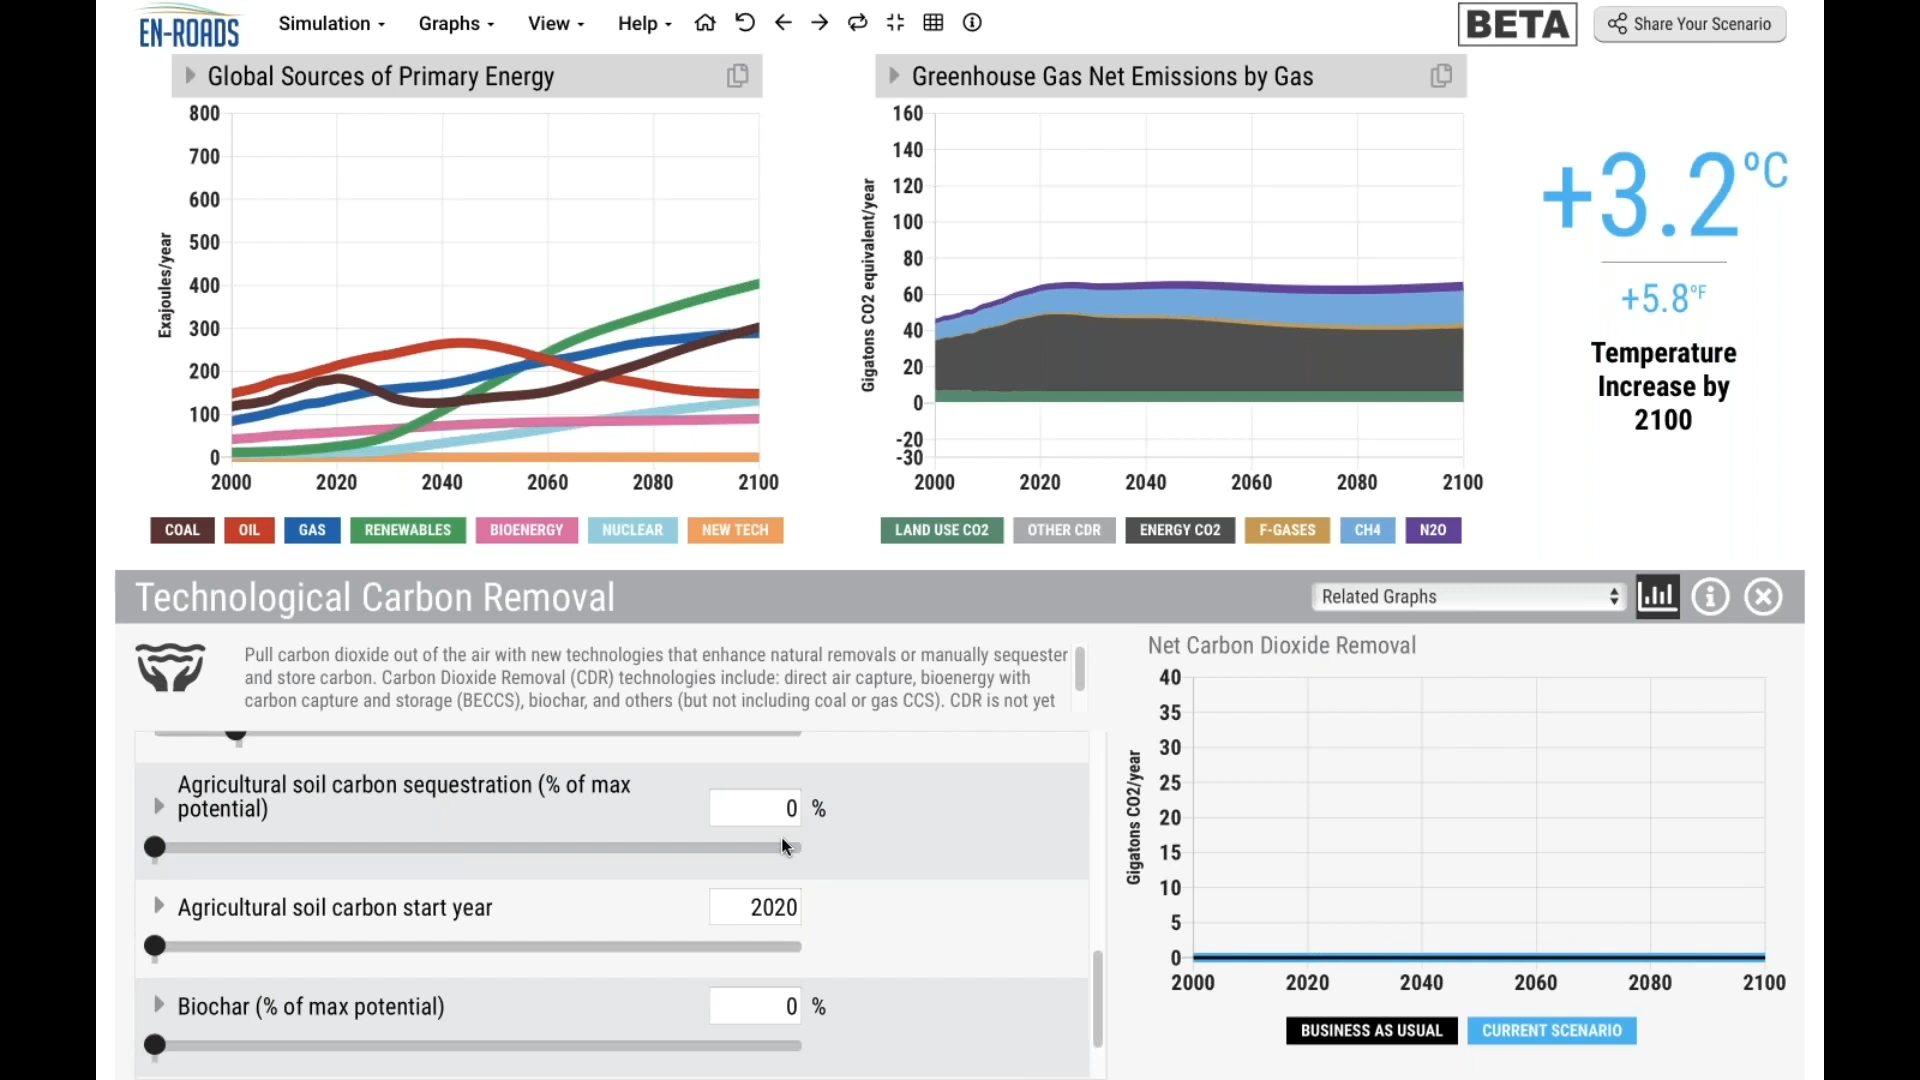 EN-ROADS
Simulation
Graphs
View
Help
BETA
Share Your Scenario
Global Sources of Primary Energy
800
700
600
500
400
300
200
100
0
Exajoules/year
2000 2020 2040 2060 2080 2100
COAL OIL GAS RENEWABLES BIOENERGY NUCLEAR NEW TECH
Greenhouse Gas Net Emissions by Gas
160
140
120
100
80
60
40
20
0
-20
-30
Gigatons CO2 equivalent/year
2000 2020 2040 2060 2080 2100
LAND USE CO2 OTHER CDR ENERGY CO2 F-GASES CH4 N2O
+3.2°C
+5.8°F
Temperature
Increase by
2100
Technological Carbon Removal
Related Graphs
Pull carbon dioxide out of the air with new technologies that enhance natural removals or manually sequester
and store carbon. Carbon Dioxide Removal (CDR) technologies include: direct air capture, bioenergy with
carbon capture and storage (BECCS), biochar, and others (but not including coal or gas CCS). CDR is not yet
Agricultural soil carbon sequestration (% of max
potential)
0 %
Agricultural soil carbon start year
2020
Biochar (% of max potential)
0 %
Net Carbon Dioxide Removal
40
35
30
25
20
15
10
5
0
Gigatons CO2/year
2000 2020 2040 2060 2080 2100
BUSINESS AS USUAL CURRENT SCENARIO